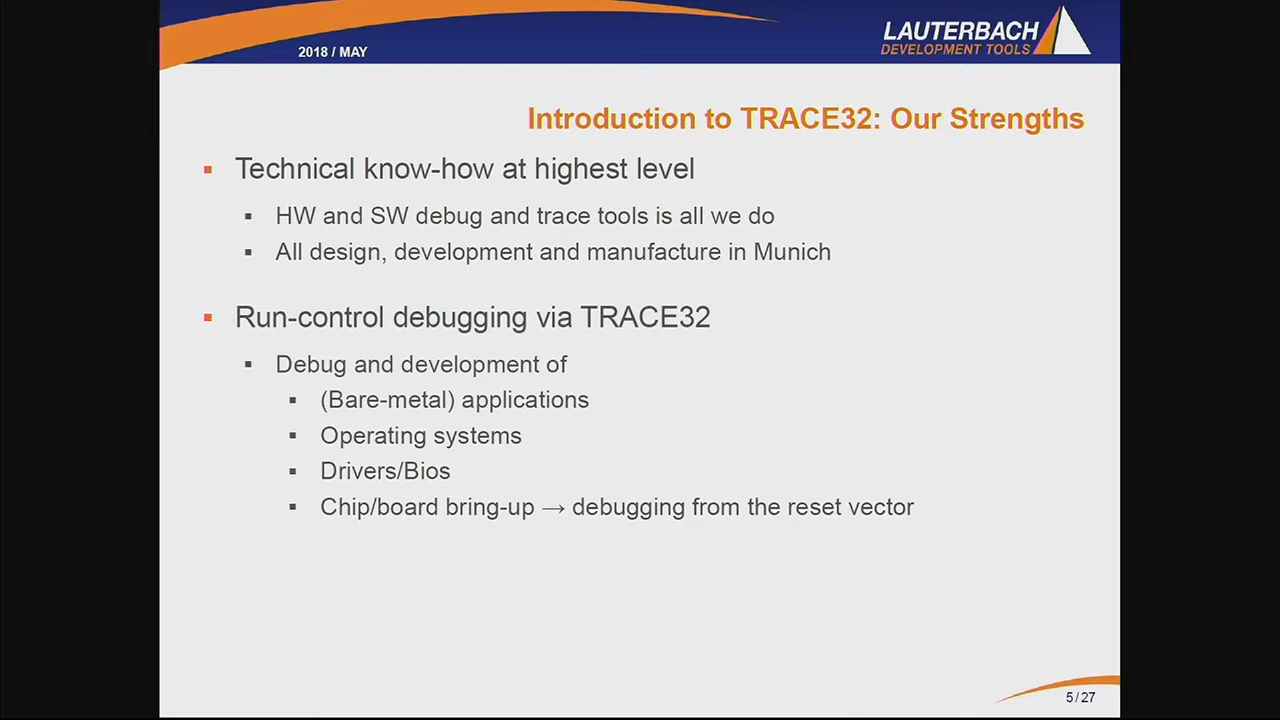 2018 / MAY
LAUTERBACH
DEVELOPMENT TOOLS
Introduction to TRACE32: Our Strengths
▪ Technical know-how at highest level
▪ HW and SW debug and trace tools is all we do
▪ All design, development and manufacture in Munich
▪ Run-control debugging via TRACE32
▪ Debug and development of
▪ (Bare-metal) applications
▪ Operating systems
▪ Drivers/Bios
▪ Chip/board bring-up → debugging from the reset vector
5 / 27